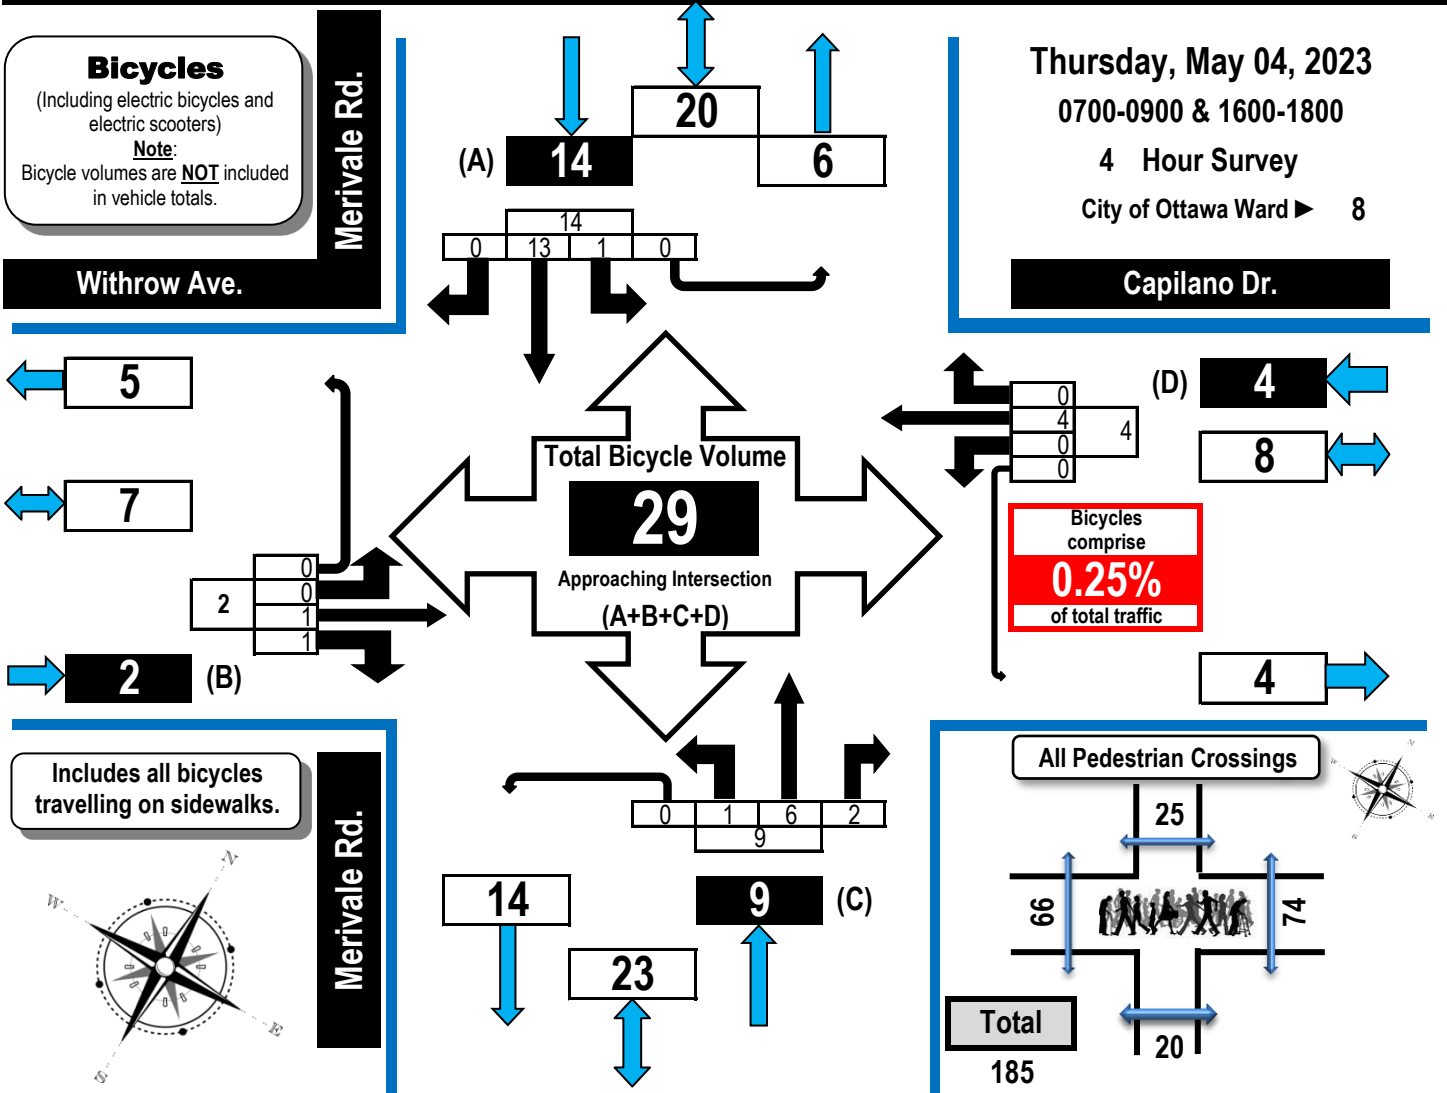 Bicycles
(Including electric bicycles and
electric scooters)
Note:
Bicycle volumes are NOT included
in vehicle totals.
Merivale Rd.
Withrow Ave.
20
(A) 14
6
14
0 13 1 0
Thursday, May 04, 2023
0700-0900 & 1600-1800
4 Hour Survey
City of Ottawa Ward ► 8
Capilano Dr.
5
7
0
0
1
1
2
2 (B)
Total Bicycle Volume
29
Approaching Intersection
(A+B+C+D)
0
4
0
0
4
(D) 4
8
Bicycles
comprise
0.25%
of total traffic
4
Includes all bicycles
travelling on sidewalks.
Merivale Rd.
N
W
E
S
0 1 6 2
9
14
9 (C)
23
All Pedestrian Crossings
N
W
E
S
25
66
74
20
Total
185